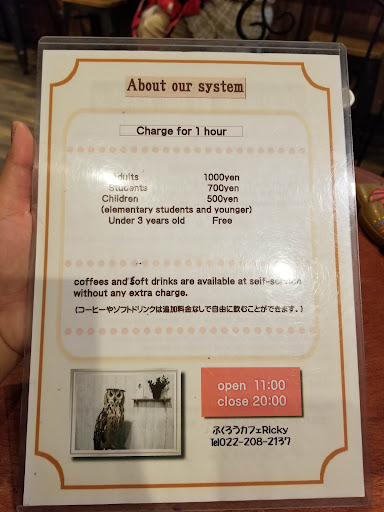 About our system
Charge for 1 hour
Adults 1000yen
Students 700yen
Children 500yen
(elementary students and younger)
Under 3 years old Free
coffees and soft drinks are available at self-service
without any extra charge.
(コーヒーやソフトドリンクは追加料金なしで自由に飲むことができます。)
open 11:00
close 20:00
ふくろうカフェRicky
Tel022-208-2137